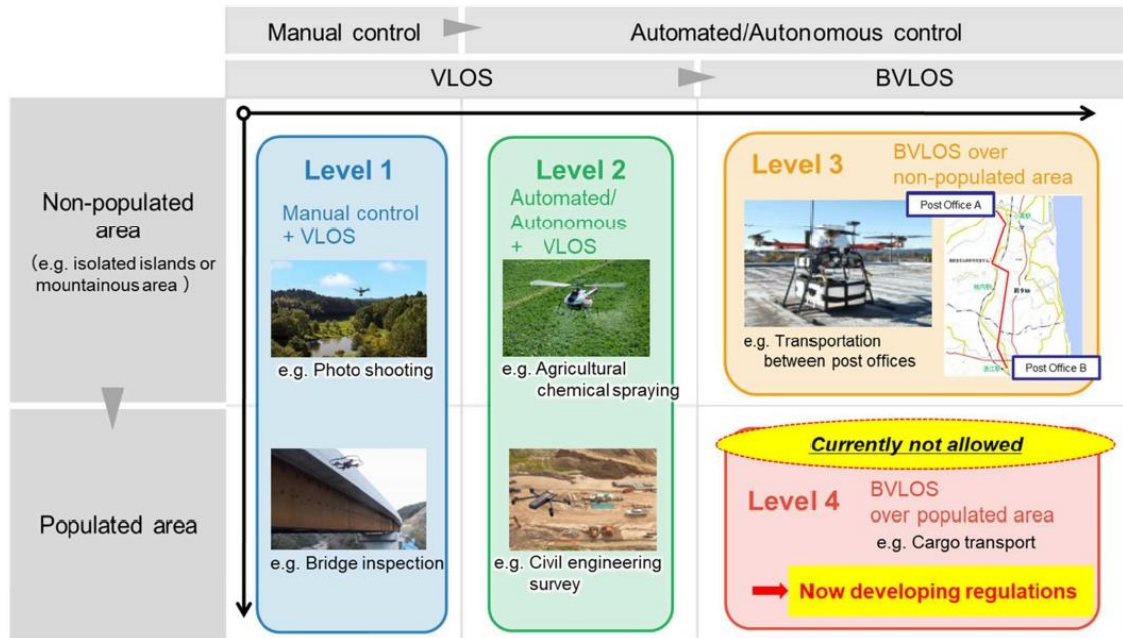 Manual control
Automated/Autonomous control
VLOS
BVLOS
Non-populated
area
（e.g. isolated islands or
mountainous area ）
Populated area
Level 1
Manual control
+ VLOS
e.g. Photo shooting
e.g. Bridge inspection
Level 2
Automated/
Autonomous
+ VLOS
e.g. Agricultural
chemical spraying
e.g. Civil engineering
survey
Level 3
BVLOS over
non-populated area
Post Office A
Post Office B
e.g. Transportation
between post offices
Currently not allowed
Level 4
BVLOS
over populated area
e.g. Cargo transport
Now developing regulations